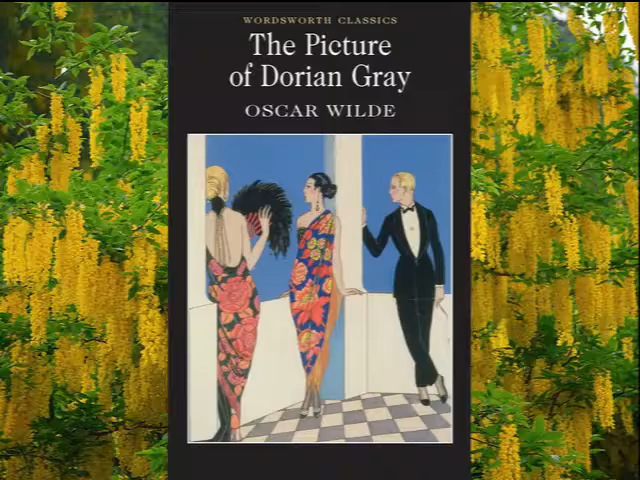 WORDSWORTH CLASSICS
The Picture
of Dorian Gray
OSCAR WILDE